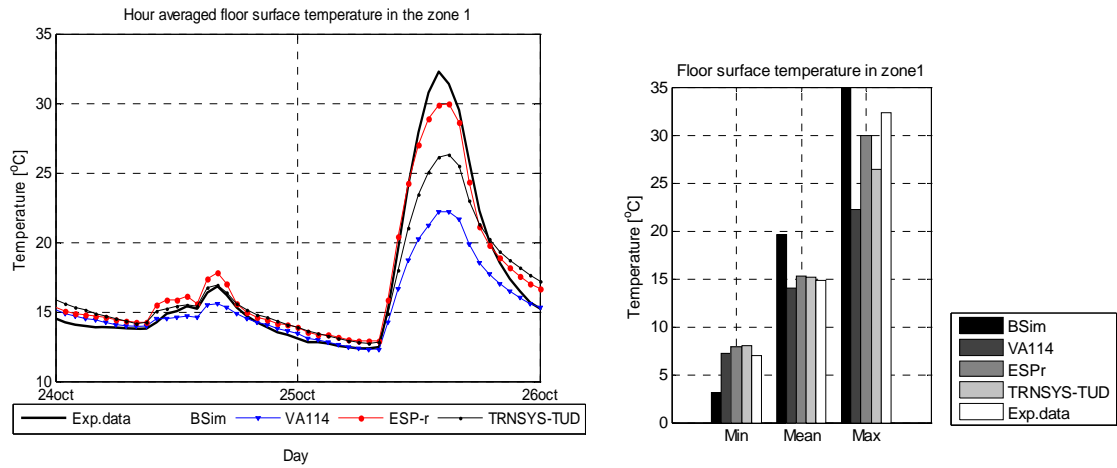 Hour averaged floor surface temperature in the zone 1
Temperature [°C]
35
30
25
20
15
10
24oct
25oct
26oct
Exp.data
BSim
VA114
ESP-r
TRNSYS-TUD
Day
Floor surface temperature in zone1
Temperature [°C]
35
30
25
20
15
10
5
0
Min
Mean
Max
BSim
VA114
ESPr
TRNSYS-TUD
Exp.data